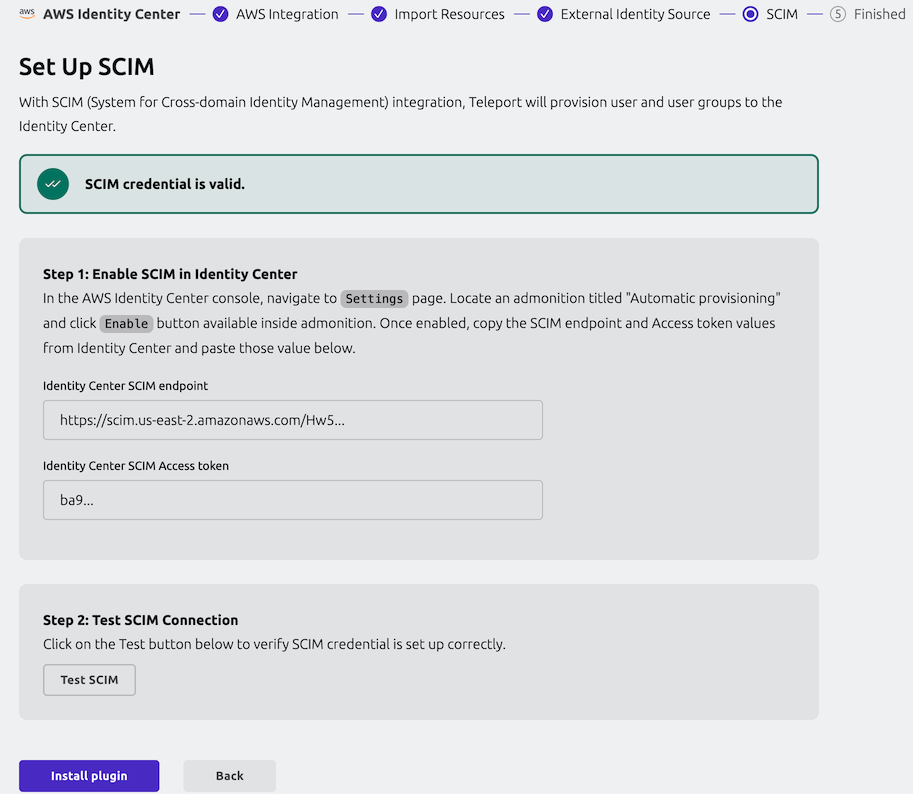 aws AWS Identity Center AWS Integration Import Resources External Identity Source SCIM 5 Finished
Set Up SCIM
With SCIM (System for Cross-domain Identity Management) integration, Teleport will provision user and user groups to the
Identity Center.
SCIM credential is valid.
Step 1: Enable SCIM in Identity Center
In the AWS Identity Center console, navigate to Settings page. Locate an admonition titled "Automatic provisioning"
and click Enable button available inside admonition. Once enabled, copy the SCIM endpoint and Access token values
from Identity Center and paste those value below.
Identity Center SCIM endpoint
https://scim.us-east-2.amazonaws.com/Hw5...
Identity Center SCIM Access token
ba9...
Step 2: Test SCIM Connection
Click on the Test button below to verify SCIM credential is set up correctly.
Test SCIM
Install plugin Back